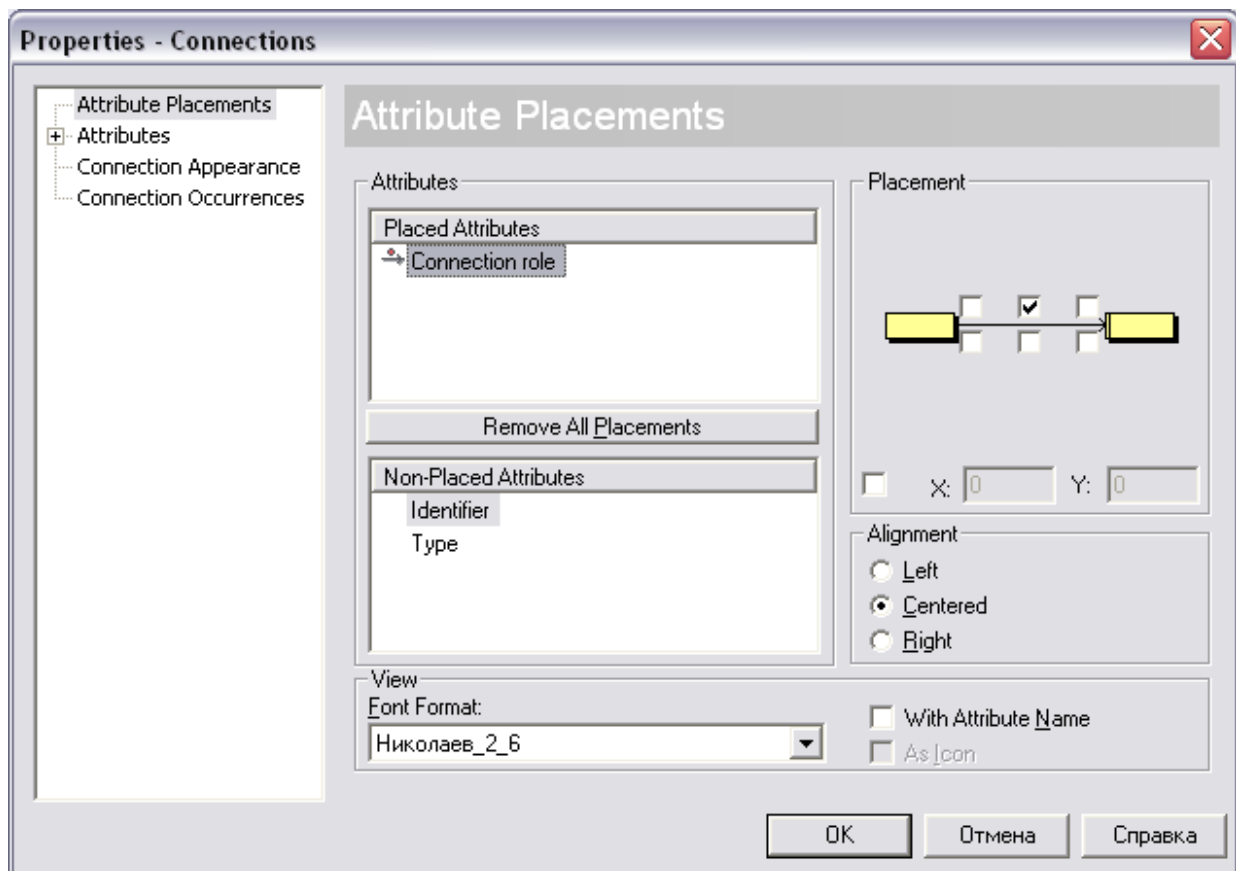 Properties - Connections
Attribute Placements
Attributes
Connection Appearance
Connection Occurrences
Attribute Placements
Attributes
Placed Attributes
Connection role
Remove All Placements
Non-Placed Attributes
Identifier
Type
Placement
X: 0 Y: 0
Alignment
Left
Centered
Right
View
Font Format:
Николаев_2_6
With Attribute Name
As Icon
OK Отмена Справка